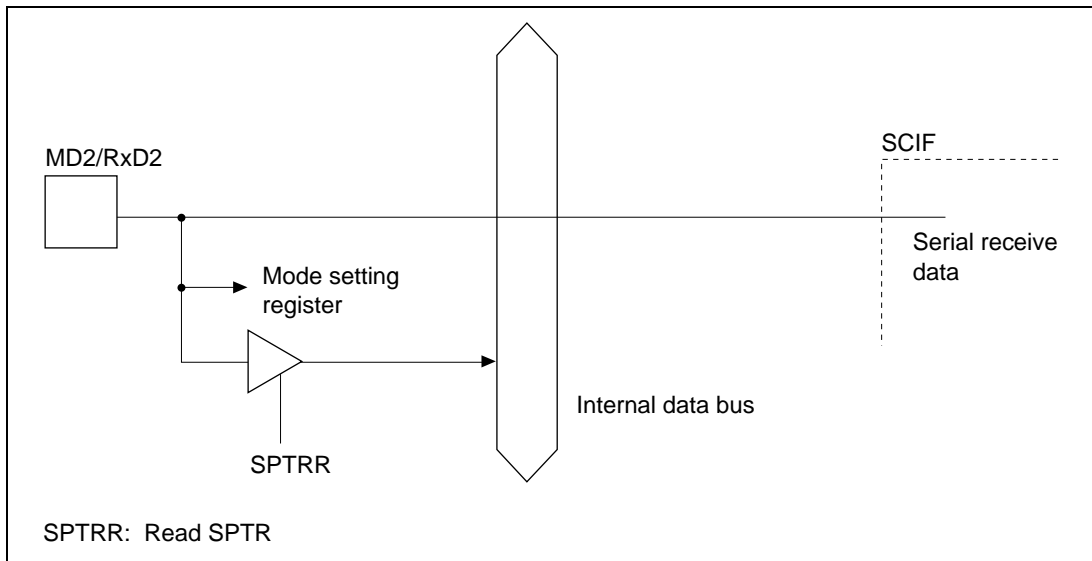 MD2/RxD2
SCIF
Serial receive
data
Mode setting
register
Internal data bus
SPTRR
SPTRR: Read SPTR